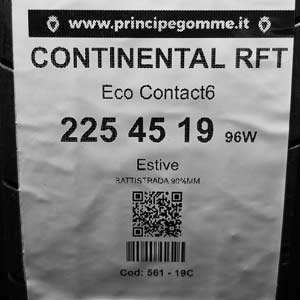 www.principegomme.it
CONTINENTAL RFT
Eco Contact6
225 45 19 96W
Estive
BATTISTRADA 90%MM
Cod: 561 - 19C